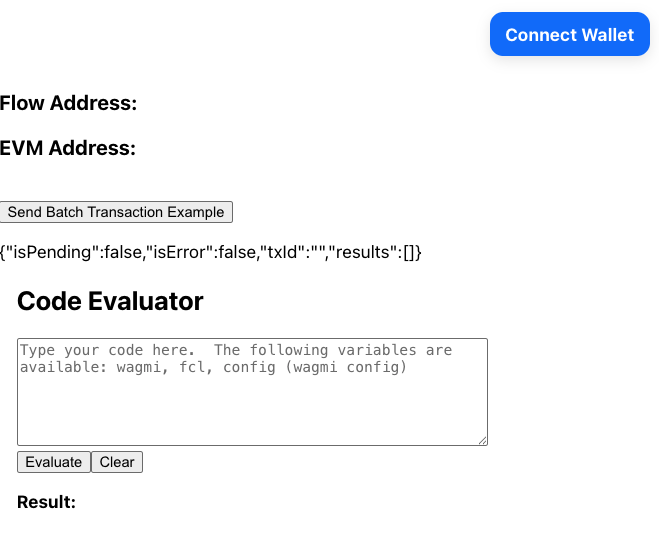 Connect Wallet
Flow Address:
EVM Address:
Send Batch Transaction Example
{"isPending":false,"isError":false,"txId":"","results":[]}
Code Evaluator
Type your code here.  The following variables are
available: wagmi, fcl, config (wagmi config)
Evaluate Clear
Result: